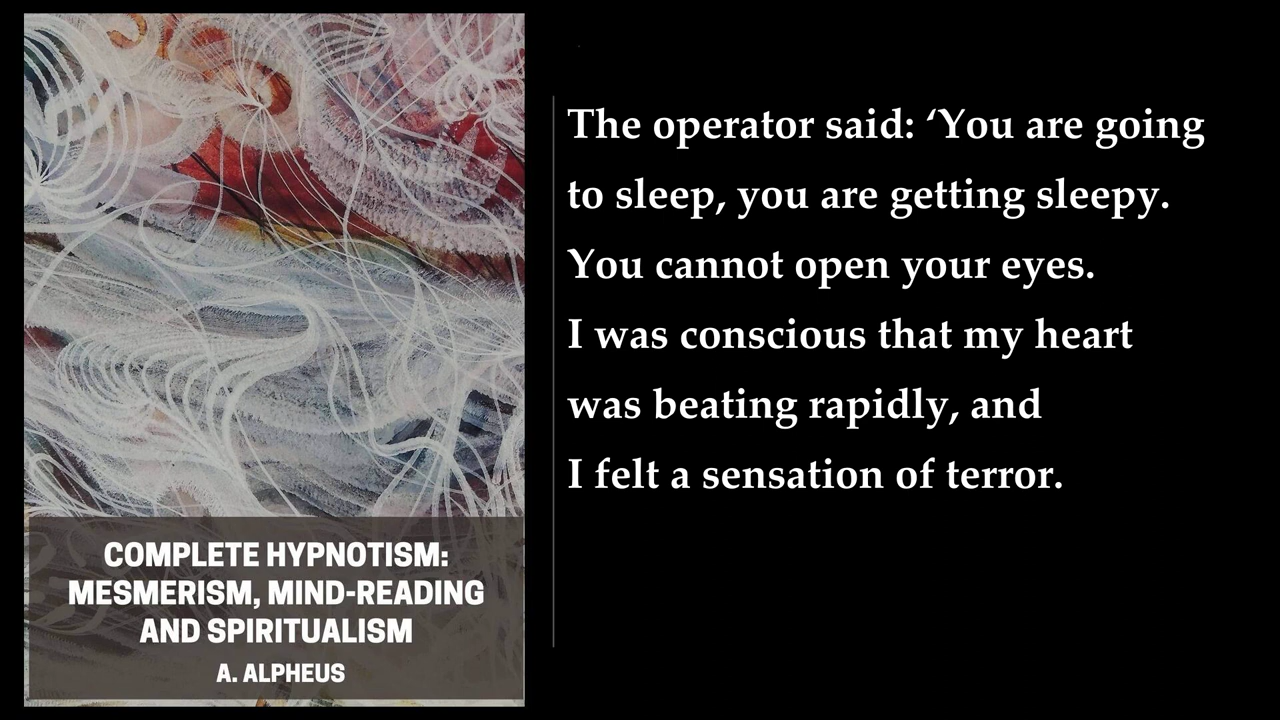 The operator said: ‘You are going
to sleep, you are getting sleepy.
You cannot open your eyes.
I was conscious that my heart
was beating rapidly, and
I felt a sensation of terror.
COMPLETE HYPNOTISM:
MESMERISM, MIND-READING
AND SPIRITUALISM
A. ALPHEUS